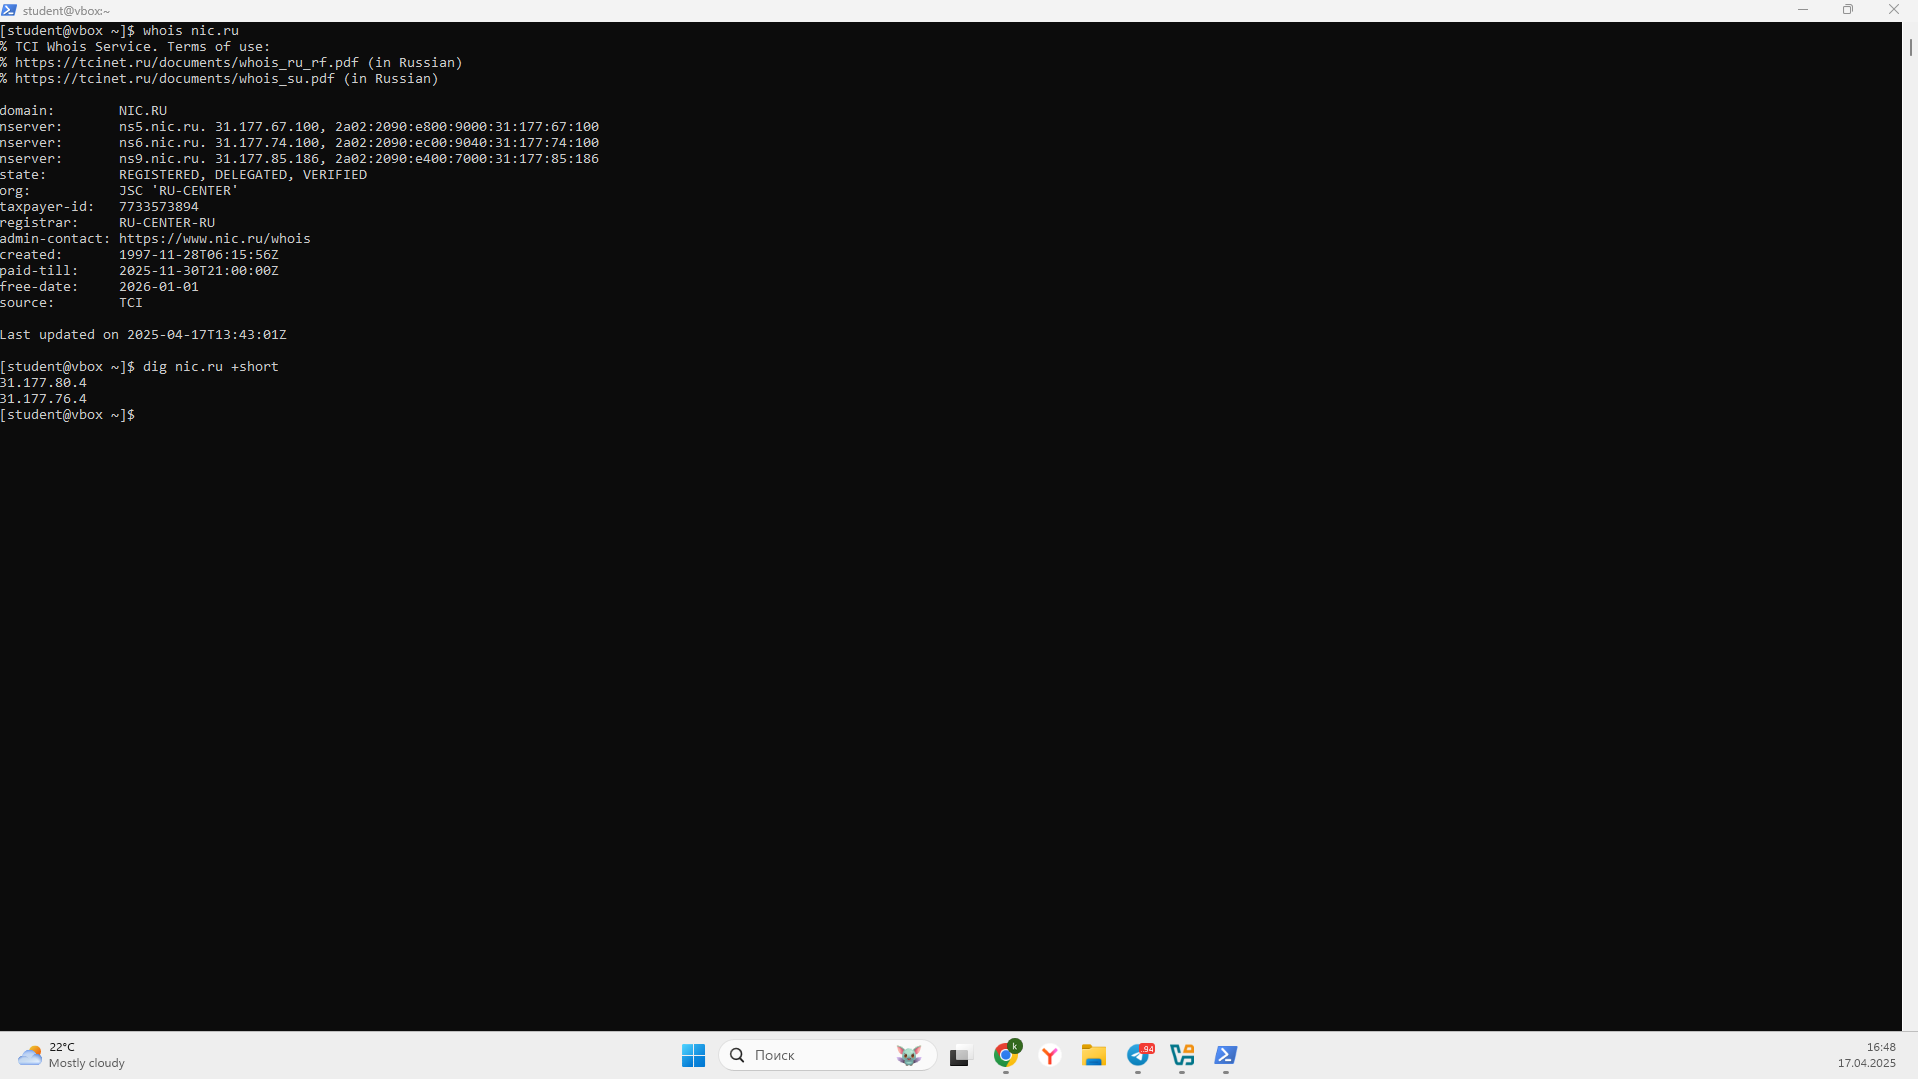 student@vbox:~
[student@vbox ~]$ whois nic.ru
% TCI Whois Service. Terms of use:
% https://tcinet.ru/documents/whois_ru_rf.pdf (in Russian)
% https://tcinet.ru/documents/whois_su.pdf (in Russian)
domain:        NIC.RU
nserver:       ns5.nic.ru. 31.177.67.100, 2a02:2090:e800:9000:31:177:67:100
nserver:       ns6.nic.ru. 31.177.74.100, 2a02:2090:ec00:9040:31:177:74:100
nserver:       ns9.nic.ru. 31.177.85.186, 2a02:2090:e400:7000:31:177:85:186
state:         REGISTERED, DELEGATED, VERIFIED
org:           JSC 'RU-CENTER'
taxpayer-id:   7733573894
registrar:     RU-CENTER-RU
admin-contact: https://www.nic.ru/whois
created:       1997-11-28T06:15:56Z
paid-till:     2025-11-30T21:00:00Z
free-date:     2026-01-01
source:        TCI
Last updated on 2025-04-17T13:43:01Z
[student@vbox ~]$ dig nic.ru +short
31.177.80.4
31.177.76.4
[student@vbox ~]$
22°C
Mostly cloudy
Поиск
k
94
16:48
17.04.2025